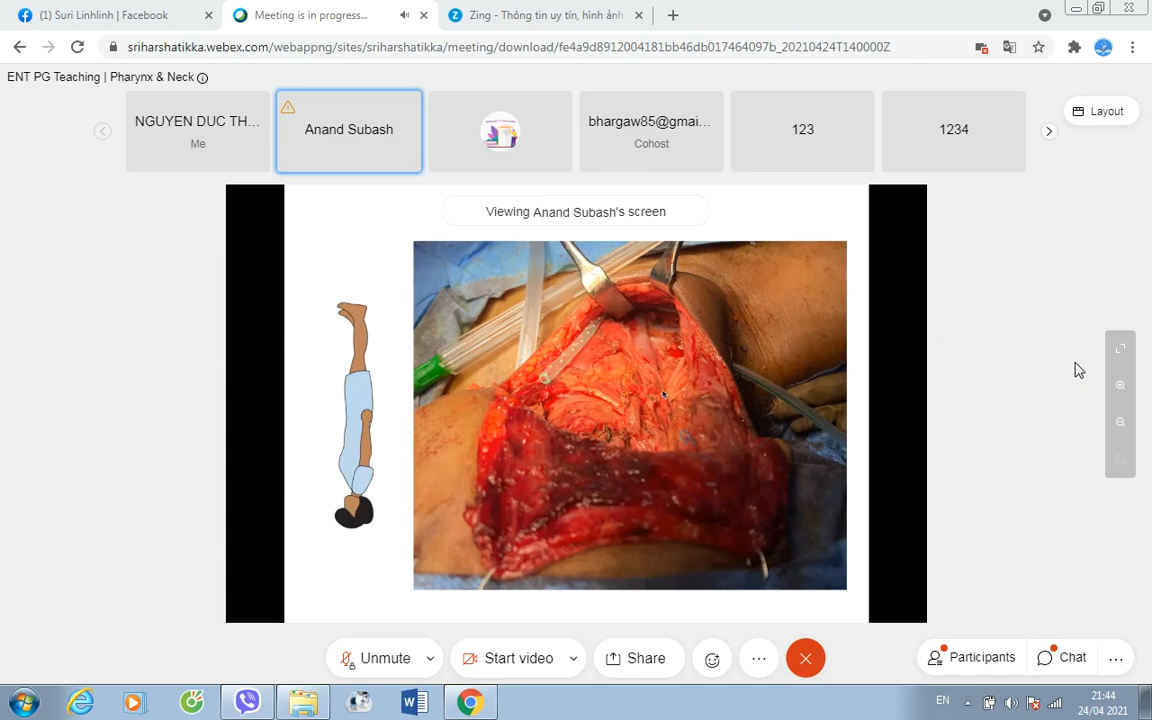 (1) Suri Linhlinh | Facebook
Meeting is in progress...
Zing - Thông tin uy tín, hình ảnh
sriharshatikka.webex.com/webappng/sites/sriharshatikka/meeting/download/fe4a9d8912004181bb46db017464097b_20210424T140000Z
ENT PG Teaching | Pharynx & Neck
NGUYEN DUC TH...
Me
Anand Subash
bhargaw85@gmai...
Cohost
123
1234
Layout
Viewing Anand Subash's screen
Unmute
Start video
Share
Participants
Chat
EN
21:44
24/04/2021